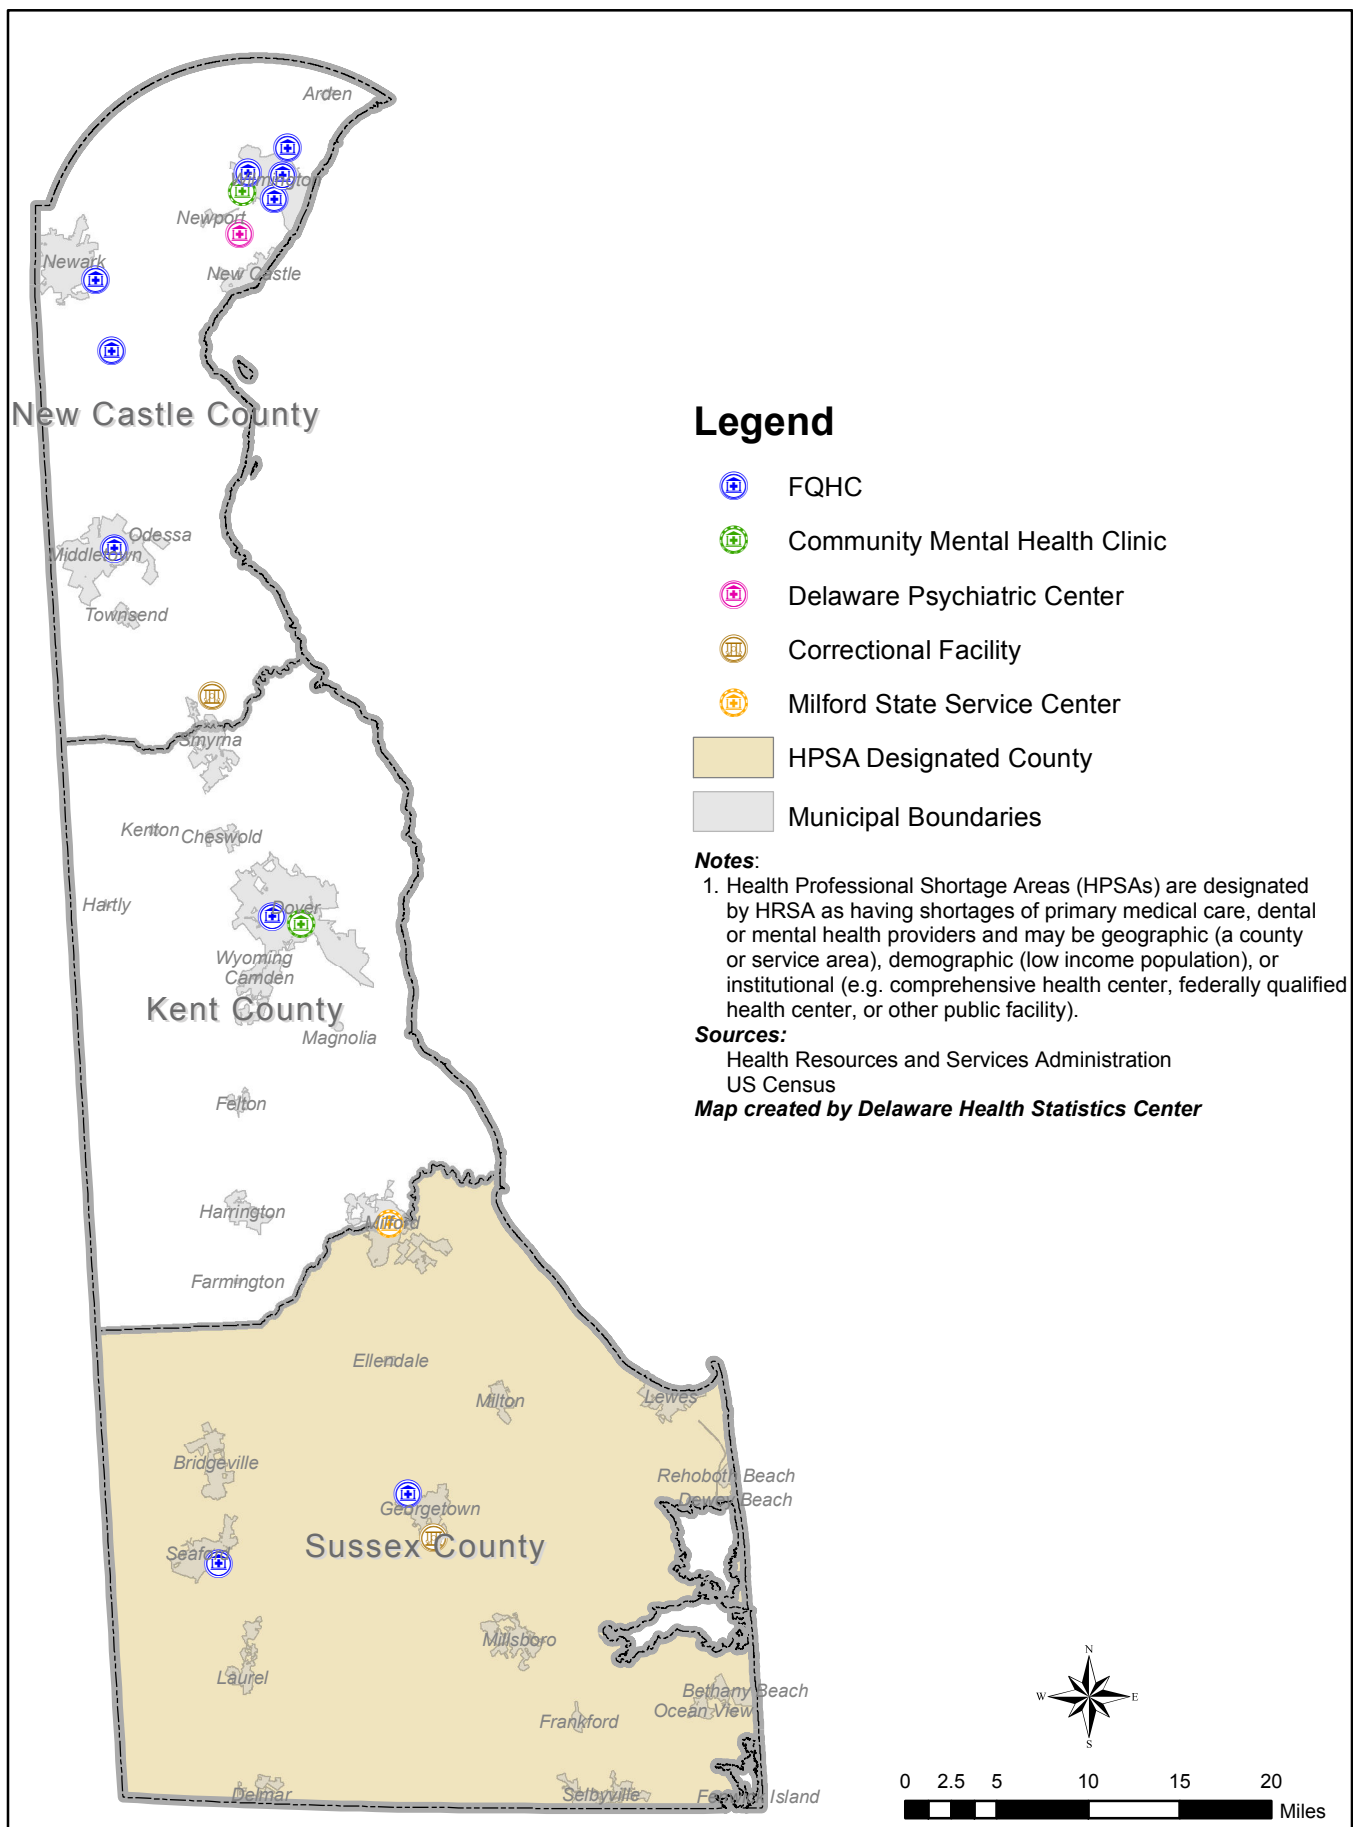 Arden
Wilmington
Newport
Newark
New Castle
New Castle County
Odessa
Middletown
Townsend
Smyrna
Kenton
Cheswold
Hartly
Dover
Wyoming
Camden
Kent County
Magnolia
Felton
Harrington
Milford
Farmington
Ellendale
Milton
Lewes
Bridgeville
Rehoboth Beach
Dewey Beach
Georgetown
Sussex County
Seaford
Millsboro
Laurel
Bethany Beach
Ocean View
Frankford
Delmar
Selbyville
Fenwick Island
Legend
FQHC
Community Mental Health Clinic
Delaware Psychiatric Center
Correctional Facility
Milford State Service Center
HPSA Designated County
Municipal Boundaries
Notes:
1. Health Professional Shortage Areas (HPSAs) are designated
by HRSA as having shortages of primary medical care, dental
or mental health providers and may be geographic (a county
or service area), demographic (low income population), or
institutional (e.g. comprehensive health center, federally qualified
health center, or other public facility).
Sources:
Health Resources and Services Administration
US Census
Map created by Delaware Health Statistics Center
N
W E
S
0 2.5 5 10 15 20
Miles